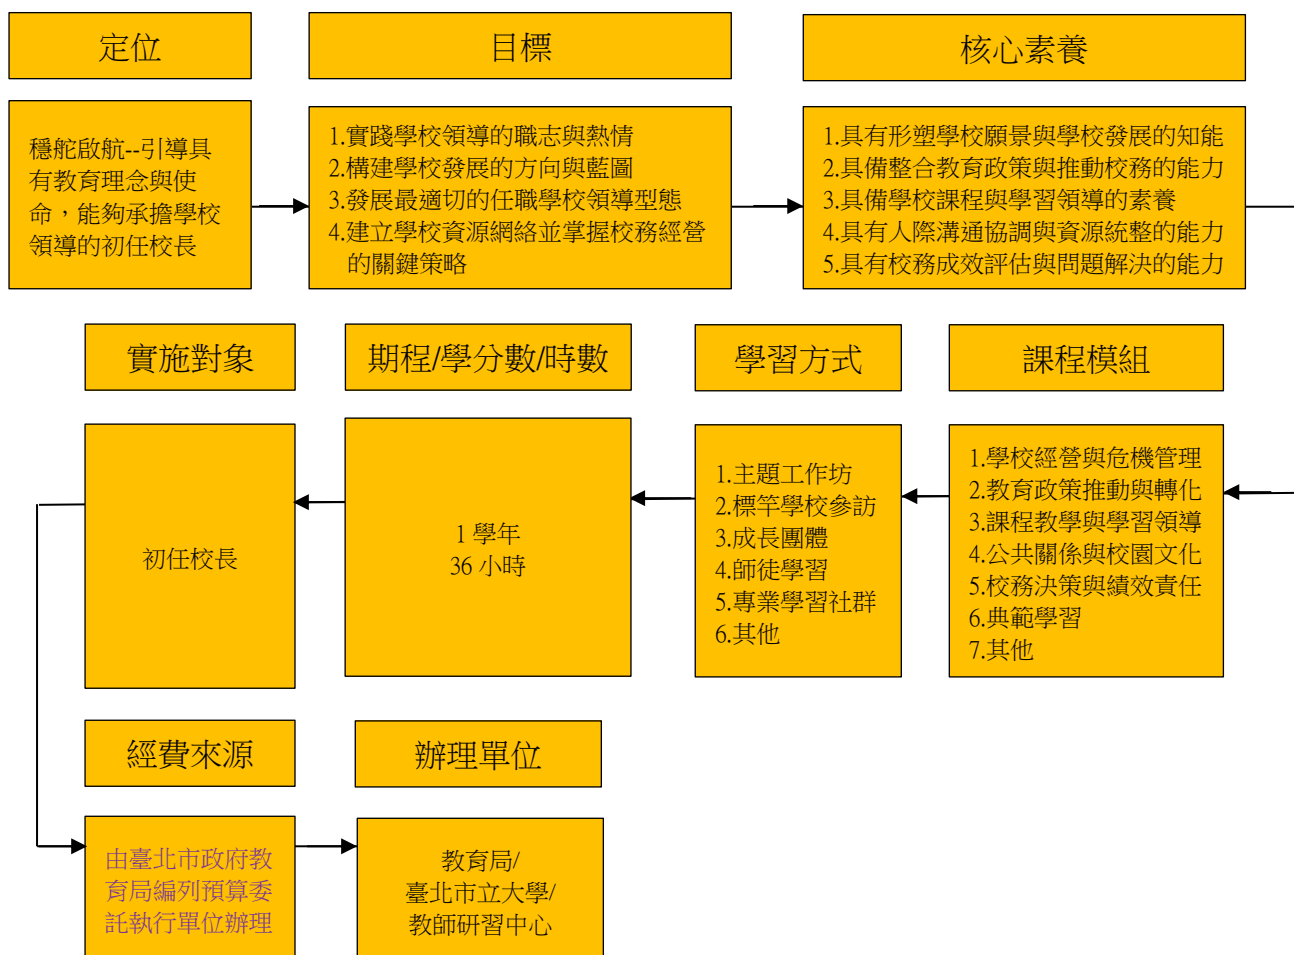 定位
穩舵啟航--引導具
有教育理念與使
命，能夠承擔學校
領導的初任校長
目標
1.實踐學校領導的職志與熱情
2.構建學校發展的方向與藍圖
3.發展最適切的任職學校領導型態
4.建立學校資源網絡並掌握校務經營
的關鍵策略
核心素養
1.具有形塑學校願景與學校發展的知能
2.具備整合教育政策與推動校務的能力
3.具備學校課程與學習領導的素養
4.具有人際溝通協調與資源統整的能力
5.具有校務成效評估與問題解決的能力
課程模組
1.學校經營與危機管理
2.教育政策推動與轉化
3.課程教學與學習領導
4.公共關係與校園文化
5.校務決策與績效責任
6.典範學習
7.其他
學習方式
1.主題工作坊
2.標竿學校參訪
3.成長團體
4.師徒學習
5.專業學習社群
6.其他
期程/學分數/時數
1 學年
36 小時
實施對象
初任校長
經費來源
由臺北市政府教
育局編列預算委
託執行單位辦理
辦理單位
教育局/
臺北市立大學/
教師研習中心